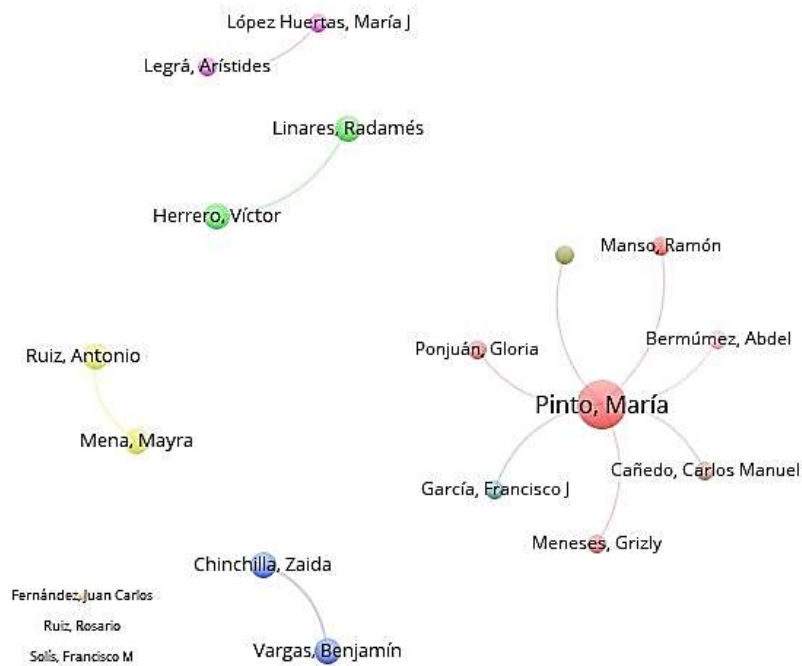 López Huertas, María J
Legrá, Arístides
Linares, Radamés
Herrero, Víctor
Manso, Ramón
Bermúmez, Abdel
Ponjuán, Gloria
Ruiz, Antonio
Pinto, María
Mena, Mayra
Cañedo, Carlos Manuel
García, Francisco J
Meneses, Grizly
Chinchilla, Zaida
Fernández, Juan Carlos
Ruiz, Rosario
Vargas, Benjamín
Solís, Francisco M